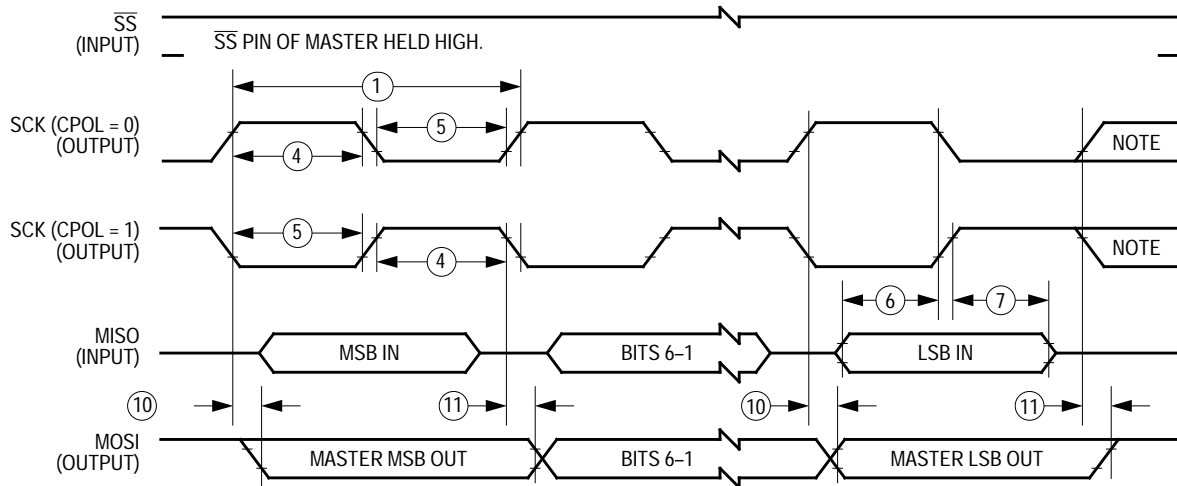 SS
(INPUT)
SS PIN OF MASTER HELD HIGH.
1
SCK (CPOL = 0)
(OUTPUT)
5
4
NOTE
SCK (CPOL = 1)
(OUTPUT)
5
4
NOTE
6
7
MISO
(INPUT)
MSB IN
BITS 6–1
LSB IN
10
11
10
11
MOSI
(OUTPUT)
MASTER MSB OUT
BITS 6–1
MASTER LSB OUT